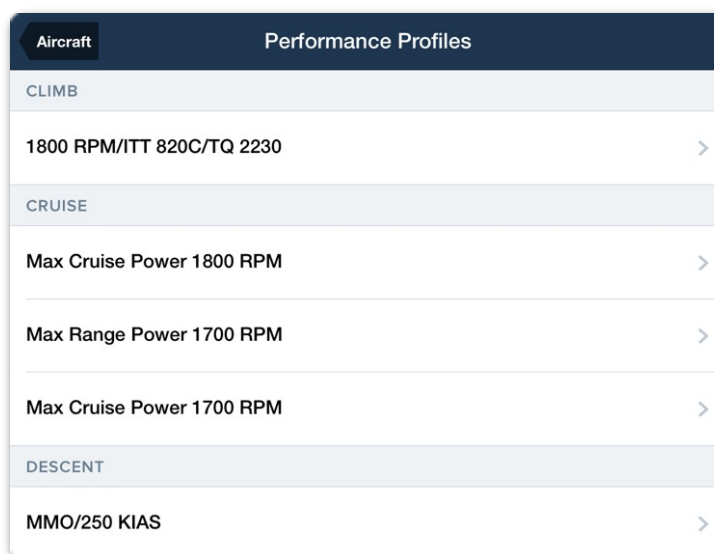 Aircraft
Performance Profiles
CLIMB
1800 RPM/ITT 820C/TQ 2230
CRUISE
Max Cruise Power 1800 RPM
Max Range Power 1700 RPM
Max Cruise Power 1700 RPM
DESCENT
MMO/250 KIAS